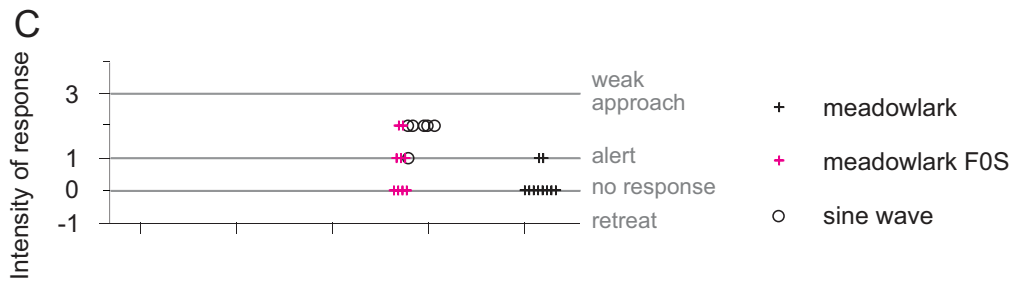 C
Intensity of response
3
1
0
-1
weak
approach
alert
no response
retreat
meadowlark
meadowlark F0S
sine wave